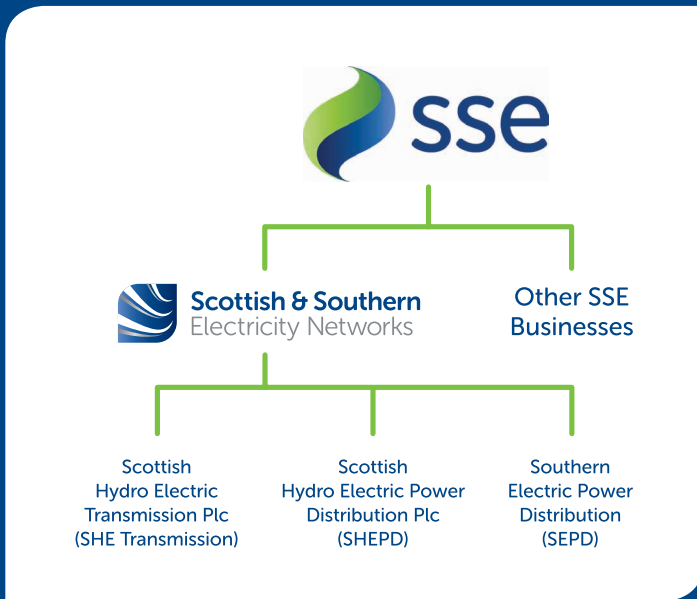 sse
Scottish & Southern
Electricity Networks
Other SSE
Businesses
Scottish
Hydro Electric
Transmission Plc
(SHE Transmission)
Scottish
Hydro Electric Power
Distribution Plc
(SHEPD)
Southern
Electric Power
Distribution
(SEPD)